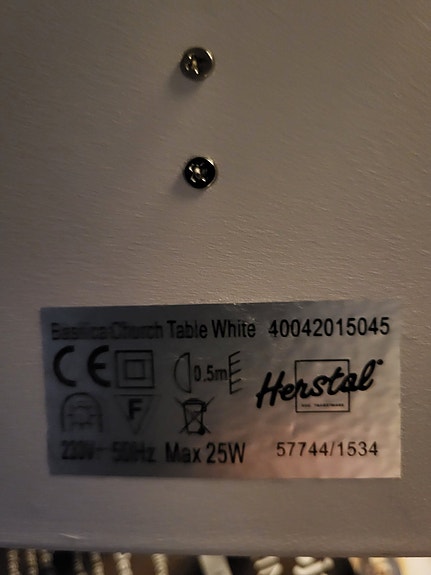 Basilica Church Table White 40042015045
CE 0.5m Herstal
F
230V~ 50Hz Max 25W 57744/1534